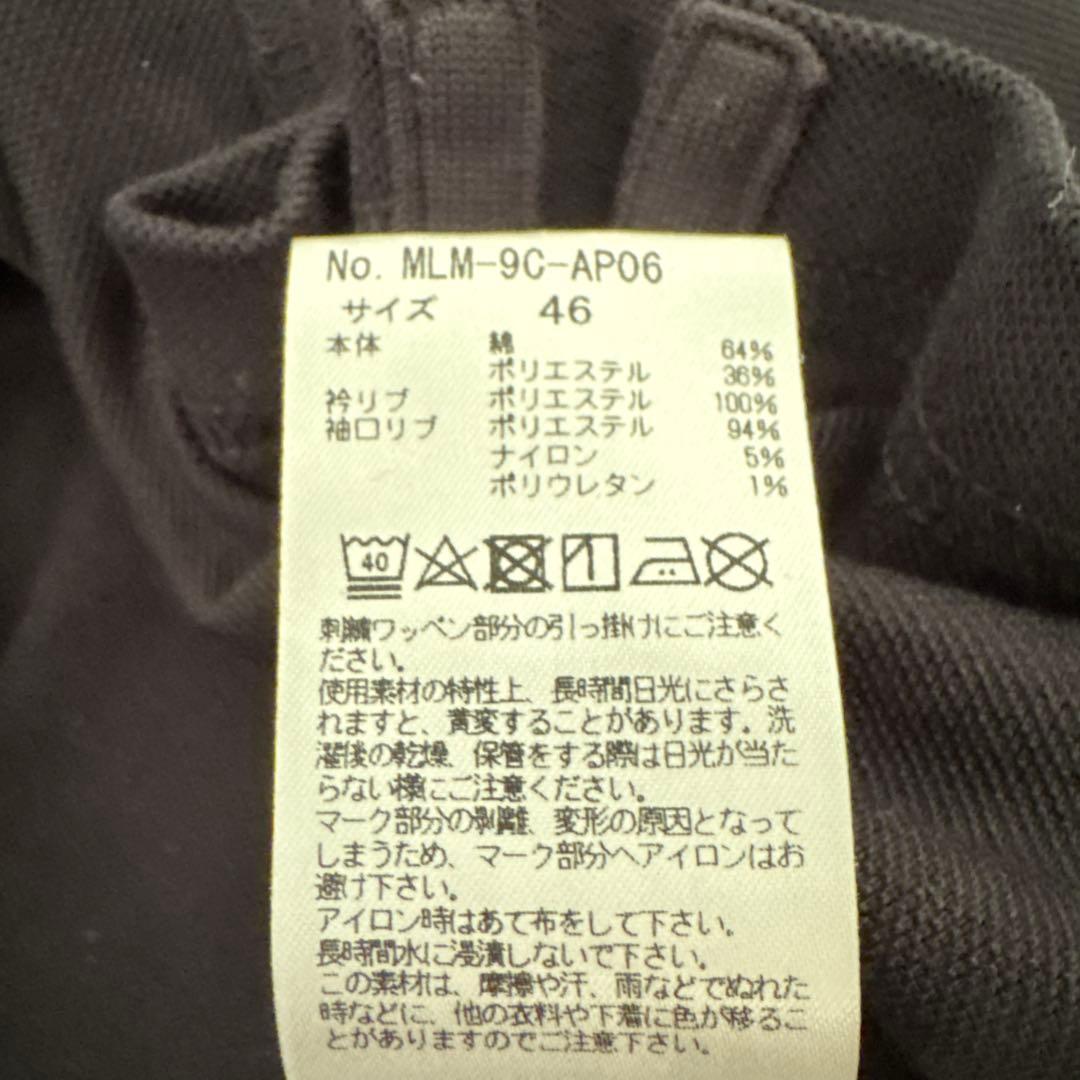 No. MLM-9C-AP06
サイズ 46
本体 綿 64%
ポリエステル 36%
衿リブ ポリエステル 100%
袖口リブ ポリエステル 94%
ナイロン 5%
ポリウレタン 1%
40
刺繍ワッペン部分の引っ掛けにご注意く
ださい。
使用素材の特性上、長時間日光にさらさ
れますと、黄変することがあります。洗
濯後の乾燥、保管をする際は日光が当た
らない様にご注意ください。
マーク部分の剥離、変形の原因となって
しまうため、マーク部分へアイロンはお
避け下さい。
アイロン時はあて布をして下さい。
長時間水に浸漬しないで下さい。
この素材は、摩擦や汗、雨などでぬれた
時などに、他の衣料や下着に色が移るこ
とがありますのでご注意下さい。